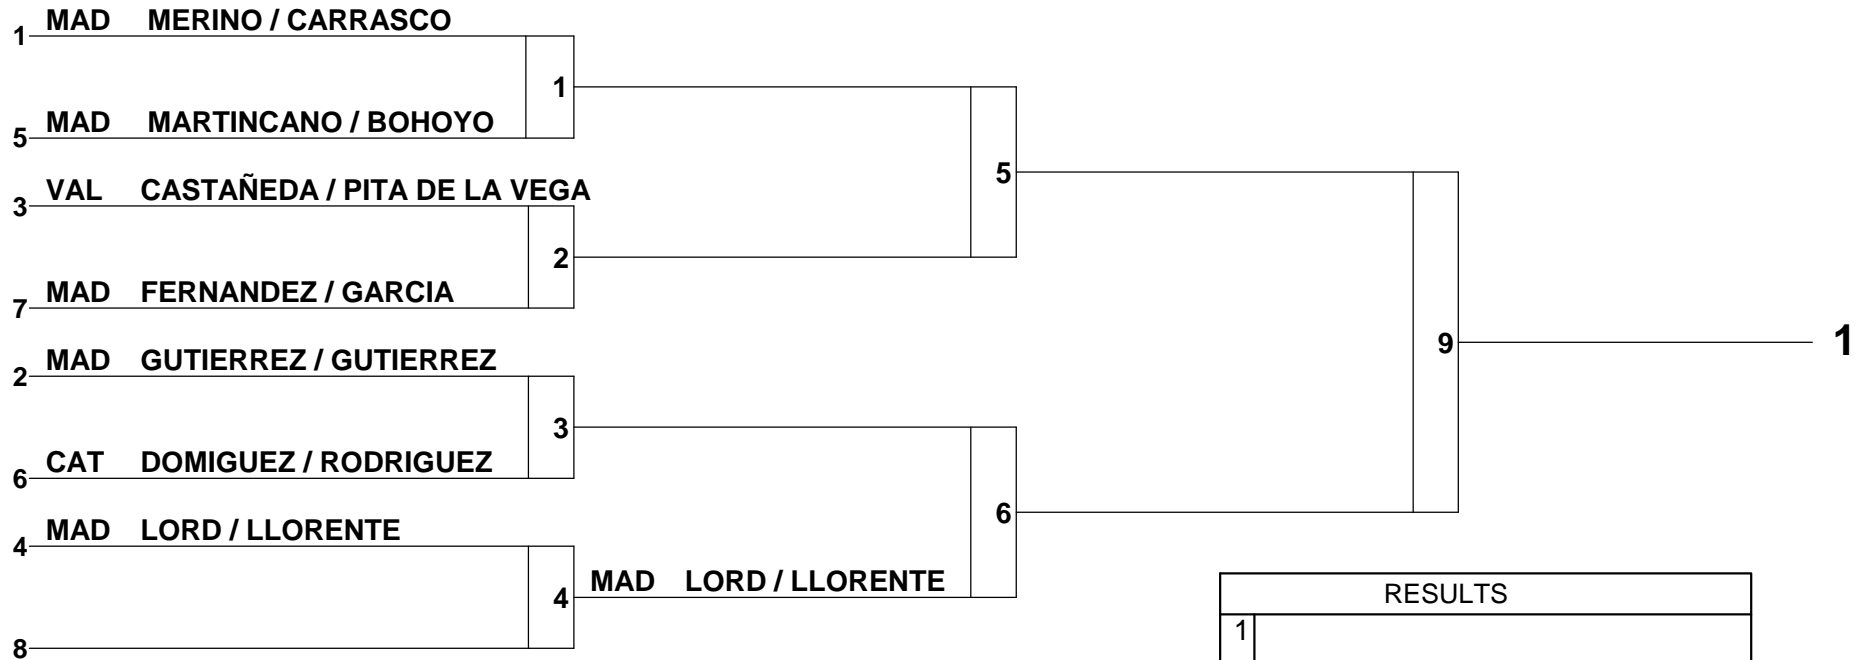 1 MAD MERINO / CARRASCO
1
5 MAD MARTINCANO / BOHOYO
5
3 VAL CASTAÑEDA / PITA DE LA VEGA
2
7 MAD FERNANDEZ / GARCIA
9 1
2 MAD GUTIERREZ / GUTIERREZ
3
6 CAT DOMIGUEZ / RODRIGUEZ
6
4 MAD LORD / LLORENTE
4 MAD LORD / LLORENTE
RESULTS
1
8